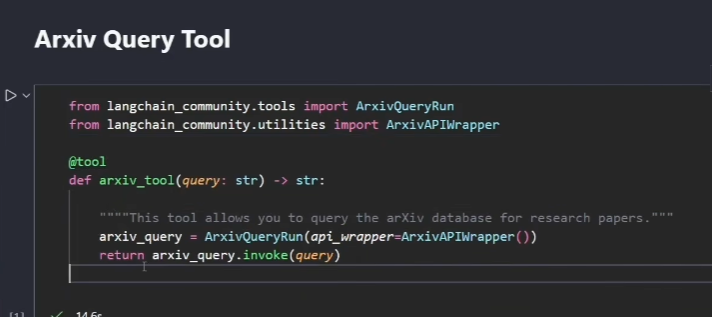 Arxiv Query Tool
from langchain_community.tools import ArxivQueryRun
from langchain_community.utilities import ArxivAPIWrapper
@tool
def arxiv_tool(query: str) -> str:
""""This tool allows you to query the arXiv database for research papers."""
arxiv_query = ArxivQueryRun(api_wrapper=ArxivAPIWrapper())
return arxiv_query.invoke(query)
[1] 14.6s